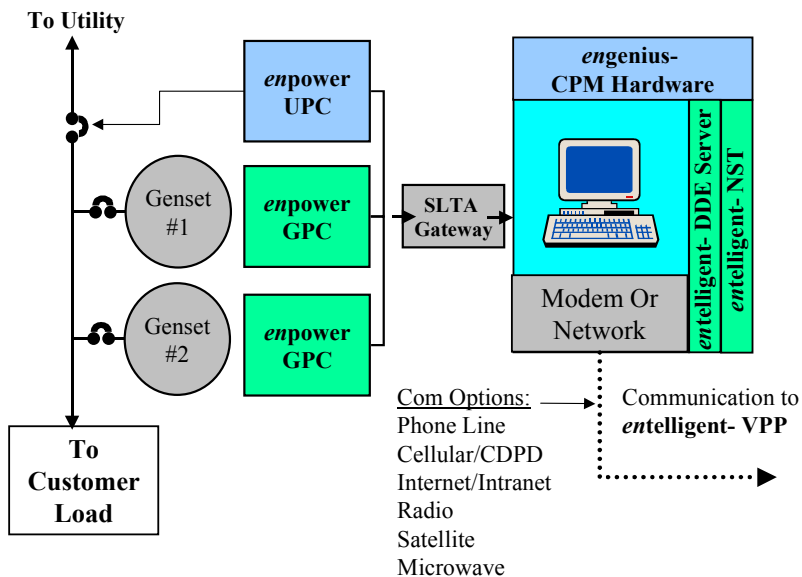 To Utility
enpower
UPC
engenius-
CPM Hardware
Genset
#1
enpower
GPC
SLTA
Gateway
entelligent- DDE Server
entelligent- NST
Genset
#2
enpower
GPC
Modem Or
Network
To
Customer
Load
Com Options:
Phone Line
Cellular/CDPD
Internet/Intranet
Radio
Satellite
Microwave
Communication to
entelligent- VPP